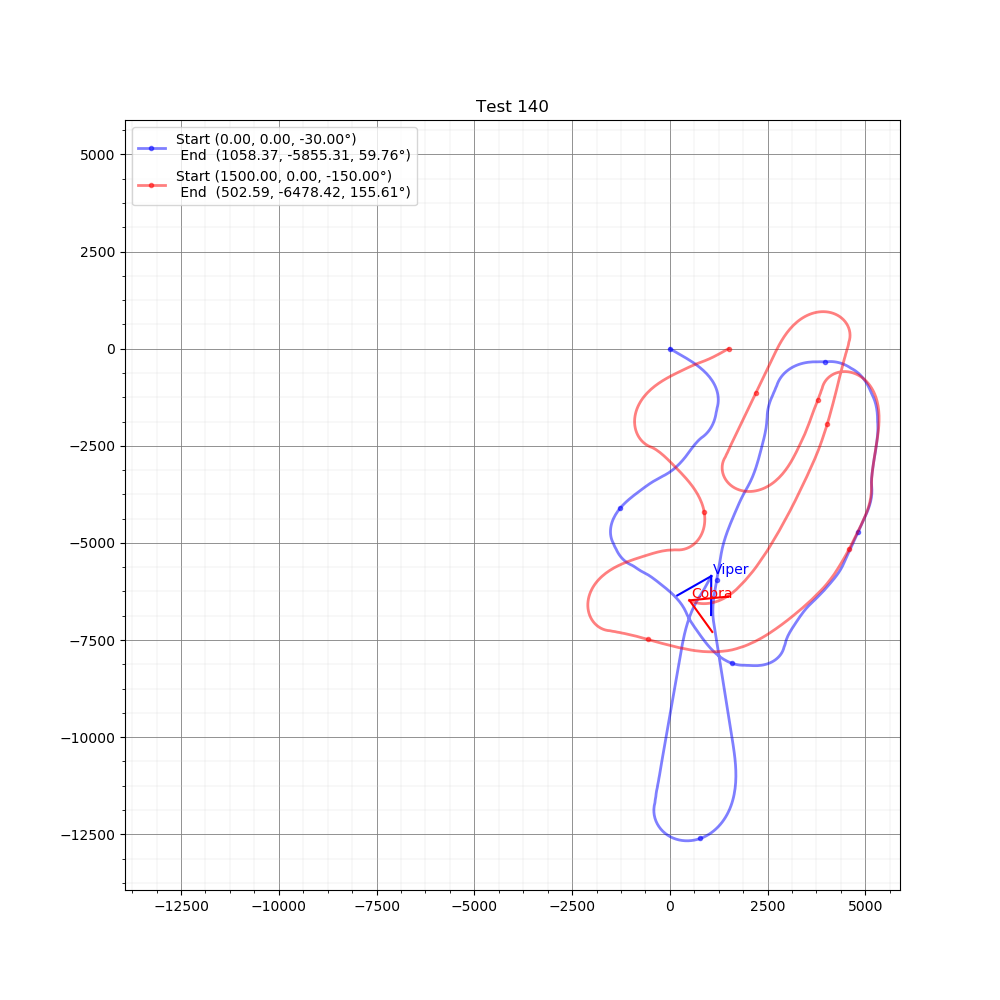 Test 140
Start (0.00, 0.00, -30.00°)
End (1058.37, -5855.31, 59.76°)
Start (1500.00, 0.00, -150.00°)
End (502.59, -6478.42, 155.61°)
5000
2500
0
−2500
−5000
−7500
−10000
−12500
Viper
Cobra
−12500 −10000 −7500 −5000 −2500 0 2500 5000